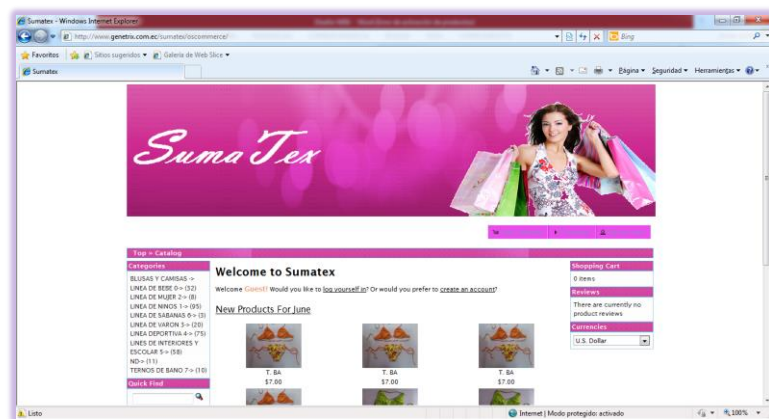 Sumatex - Windows Internet Explorer
http://www.genetrix.com.ec/sumatex/oscommerce/
Bing
Favoritos
Sitios sugeridos
Galería de Web Slice
Sumatex
Página
Seguridad
Herramientas
Suma Tex
Top » Catalog
Categories
BLUSAS Y CAMISAS ->
LINEA DE BEBE 0-> (32)
LINEA DE MUJER 2-> (8)
LINEA DE NINOS 1-> (95)
LINEA DE SABANAS 6-> (3)
LINEA DE VARON 3-> (20)
LINEA DEPORTIVA 4-> (75)
LINES DE INTERIORES Y
ESCOLAR 5-> (58)
ND-> (11)
TERNOS DE BANO 7-> (10)
Quick Find
Welcome to Sumatex
Welcome Guest! Would you like to log yourself in? Or would you prefer to create an account?
New Products For June
T. BA
$7.00
T. BA
$7.00
T. BA
$7.00
Shopping Cart
0 items
Reviews
There are currently no
product reviews
Currencies
U.S. Dollar
Listo
Internet | Modo protegido: activado
100%